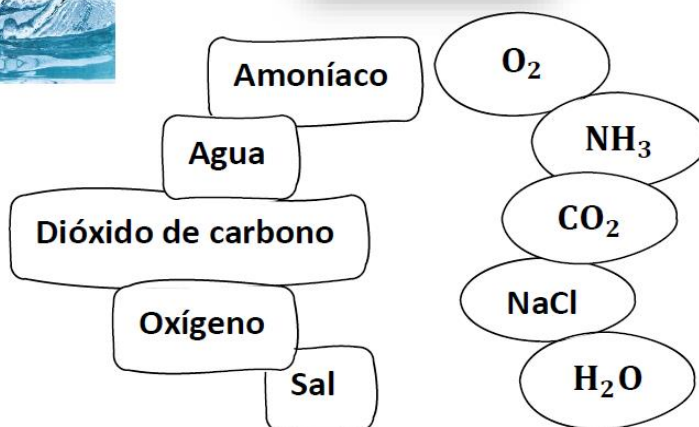 Amoníaco
Agua
Dióxido de carbono
Oxígeno
Sal
O₂
NH₃
CO₂
NaCl
H₂O